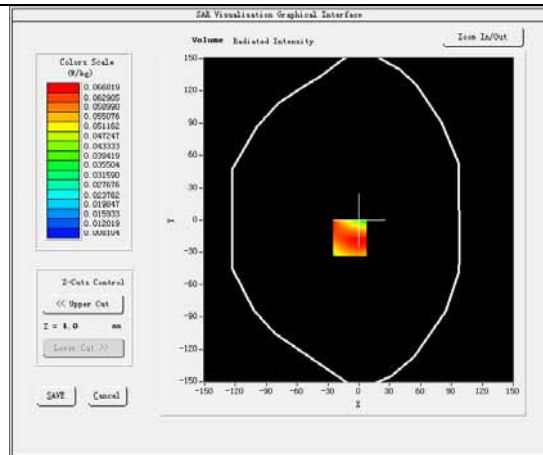 SAR Visualisation Graphical Interface
Volume Radiated Intensity
Zoom In/Out
Colors Scale
(W/kg)
0.066819
0.062905
0.058990
0.055076
0.051162
0.047247
0.043333
0.039419
0.035504
0.031590
0.027676
0.023762
0.019847
0.015933
0.012019
0.008104
150
120
90
60
30
0
-30
-60
-90
-120
-150
Y
-150 -120 -90 -60 -30 0 30 60 90 120 150
X
Z-Cuts Control
<< Upper Cut
Z = 4.0 mm
Lower Cut >>
SAVE
Cancel